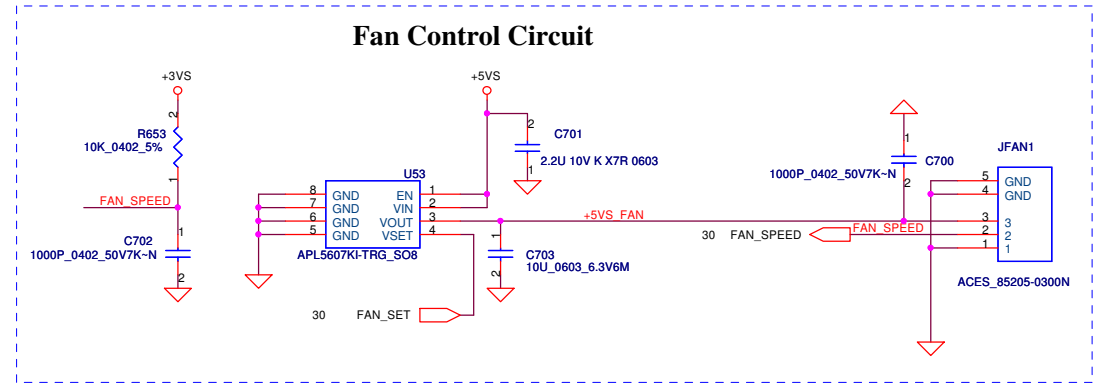 Fan Control Circuit
+3VS
+5VS
2
R653
10K_0402_5%
1
FAN_SPEED
1
C702
1000P_0402_50V7K~N
2
U53
8 GND EN 1
7 GND VIN 2
6 GND VOUT 3
5 GND VSET 4
APL5607KI-TRG_SO8
2
C701
2.2U 10V K X7R 0603
1
+5VS_FAN
1
C703
10U_0603_6.3V6M
2
30 FAN_SET
1
C700
1000P_0402_50V7K~N
2
30 FAN_SPEED
FAN_SPEED
JFAN1
5 GND
4 GND
3 3
2 2
1 1
ACES_85205-0300N